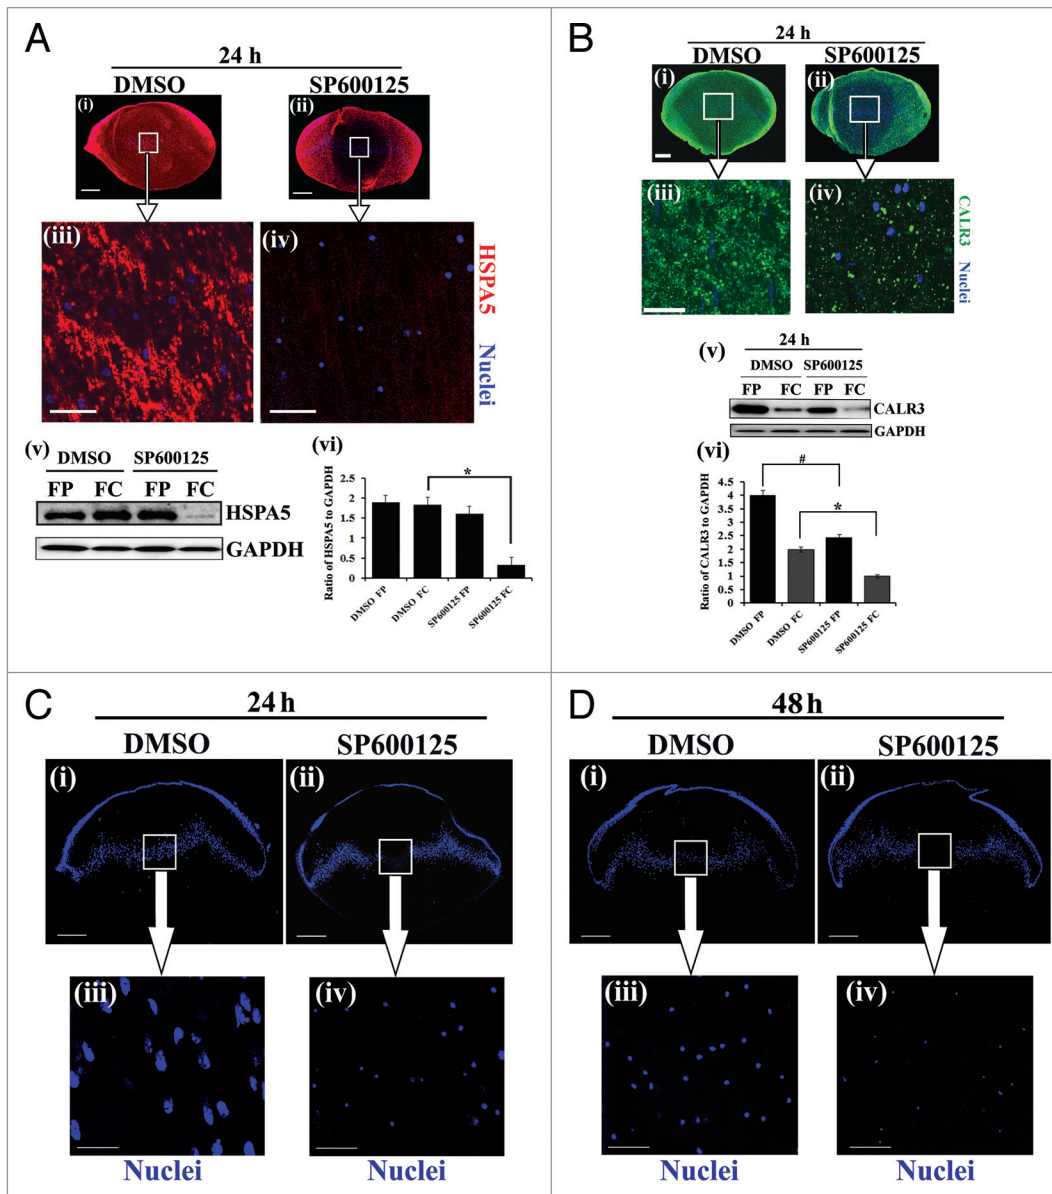 A
24 h
DMSO SP600125
(i) (ii)
(iii) (iv)
HSPA5
Nuclei
(v)
DMSO SP600125
FP FC FP FC
HSPA5
GAPDH
(vi)
*
Ratio of HSPA5 to GAPDH
2.5
2
1.5
1
0.5
0
DMSO FP
DMSO FC
SP600125 FP
SP600125 FC
B
24 h
DMSO SP600125
(i) (ii)
(iii) (iv)
CALR3
Nuclei
(v)
24 h
DMSO SP600125
FP FC FP FC
CALR3
GAPDH
(vi)
#
*
Ratio of CALR3 to GAPDH
4.5
4
3.5
3
2.5
2
1.5
1
0.5
0
DMSO FP
DMSO FC
SP600125 FP
SP600125 FC
C
24 h
DMSO SP600125
(i) (ii)
(iii) (iv)
Nuclei Nuclei
D
48 h
DMSO SP600125
(i) (ii)
(iii) (iv)
Nuclei Nuclei